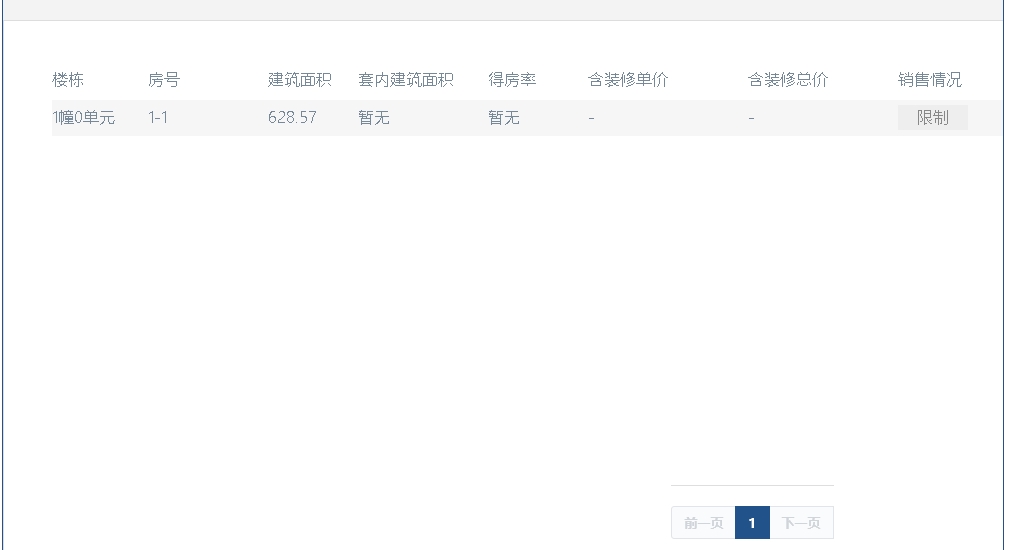 楼栋 房号 建筑面积 套内建筑面积 得房率 含装修单价 含装修总价 销售情况
1幢0单元 1-1 628.57 暂无 暂无 - - 限制
前一页 1 下一页